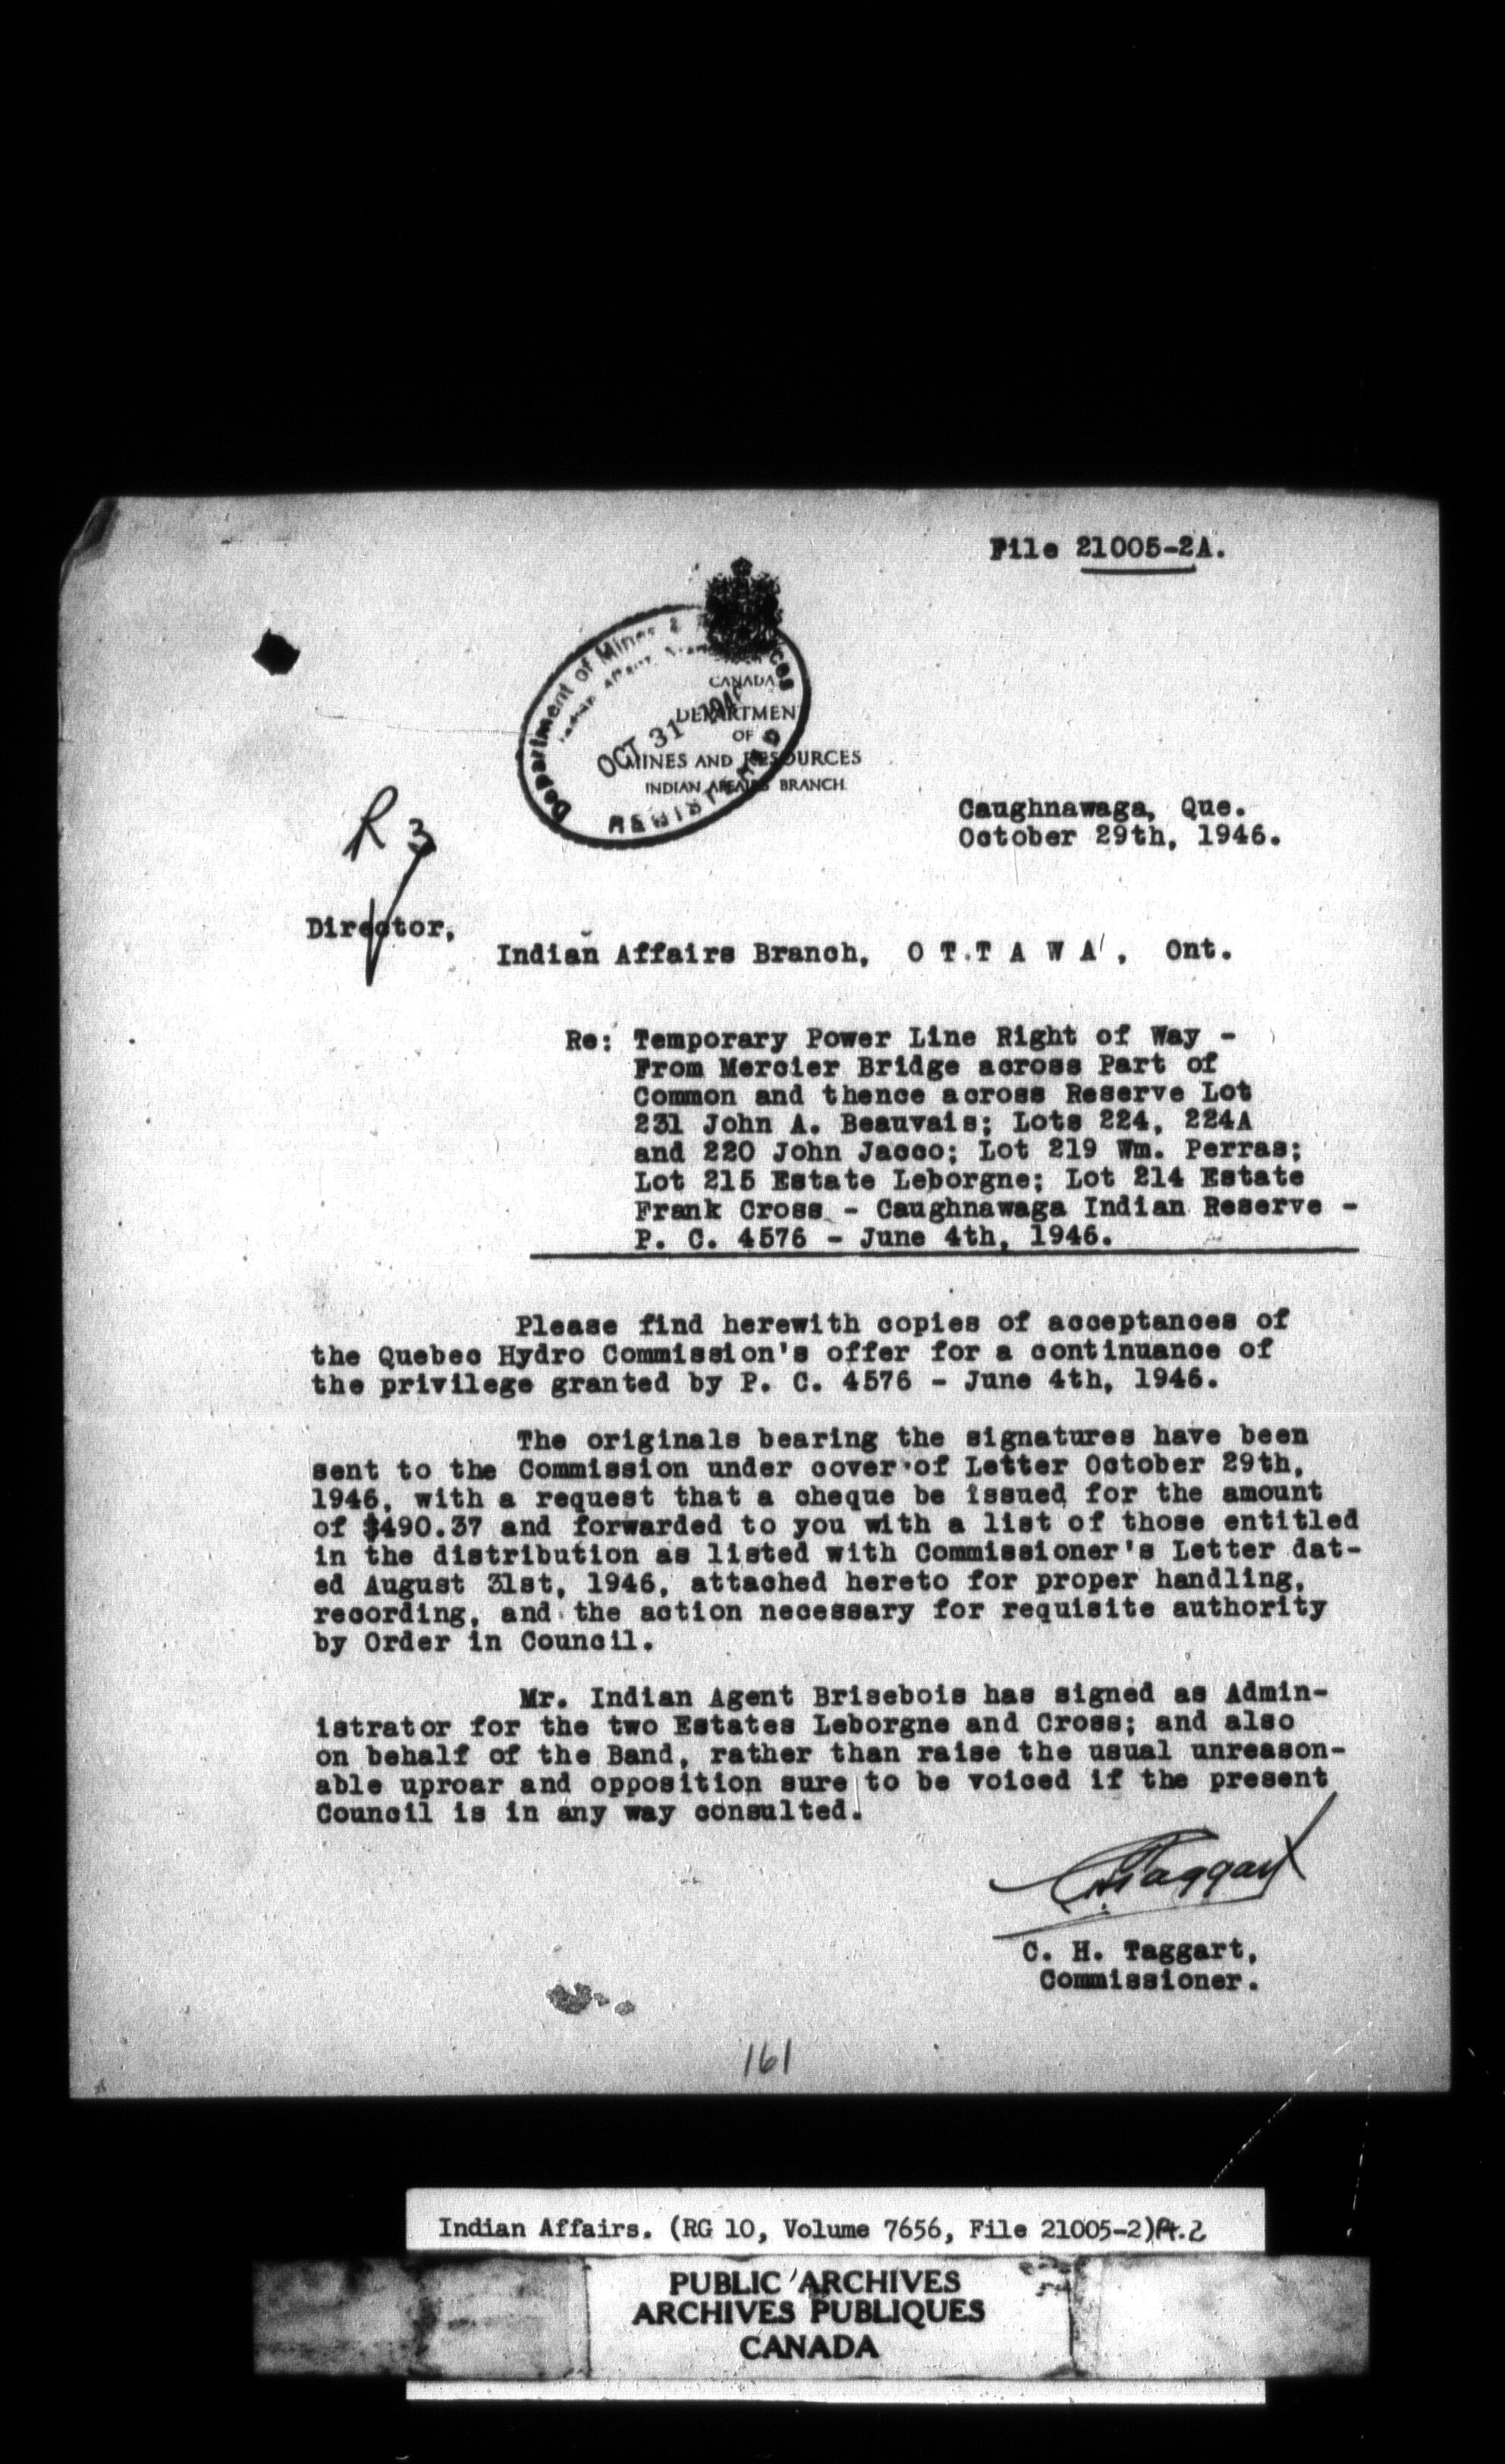 File 21005-2A.
Department of Mines &
OCT 31 194
CANADA
DEPARTMENT
OF
MINES AND RESOURCES
INDIAN AFFAIRS BRANCH
Caughnawaga, Que.
October 29th, 1946.
R 3
Director,
Indian Affairs Branch, O T T A W A, Ont.
Re: Temporary Power Line Right of Way -
From Mercier Bridge across Part of
Common and thence across Reserve Lot
231 John A. Beauvais; Lots 224, 224A
and 220 John Jacco; Lot 219 Wm. Perras;
Lot 215 Estate Leborgne; Lot 214 Estate
Frank Cross - Caughnawaga Indian Reserve -
P. C. 4576 - June 4th, 1946.
Please find herewith copies of acceptances of
the Quebec Hydro Commission's offer for a continuance of
the privilege granted by P. C. 4576 - June 4th, 1946.
The originals bearing the signatures have been
sent to the Commission under cover of Letter October 29th,
1946, with a request that a cheque be issued for the amount
of $490.37 and forwarded to you with a list of those entitled
in the distribution as listed with Commissioner's Letter dat-
ed August 31st, 1946, attached hereto for proper handling,
recording, and the action necessary for requisite authority
by Order in Council.
Mr. Indian Agent Brisebois has signed as Admin-
istrator for the two Estates Leborgne and Cross; and also
on behalf of the Band, rather than raise the usual unreason-
able uproar and opposition sure to be voiced if the present
Council is in any way consulted.
C. H. Taggart,
Commissioner.
161
Indian Affairs. (RG 10, Volume 7656, File 21005-2)Pt.2
PUBLIC ARCHIVES
ARCHIVES PUBLIQUES
CANADA